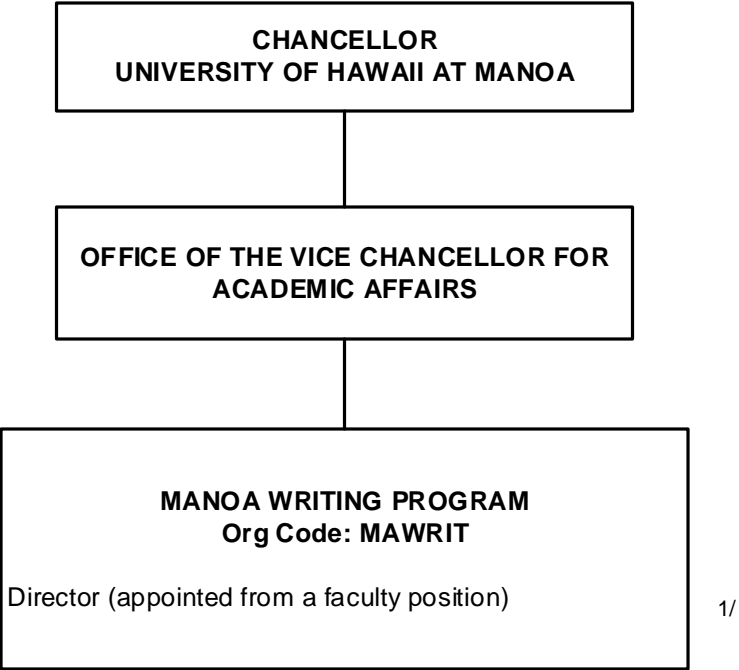 CHANCELLOR
UNIVERSITY OF HAWAII AT MANOA
OFFICE OF THE VICE CHANCELLOR FOR
ACADEMIC AFFAIRS
MANOA WRITING PROGRAM
Org Code: MAWRIT
Director (appointed from a faculty position)
1/